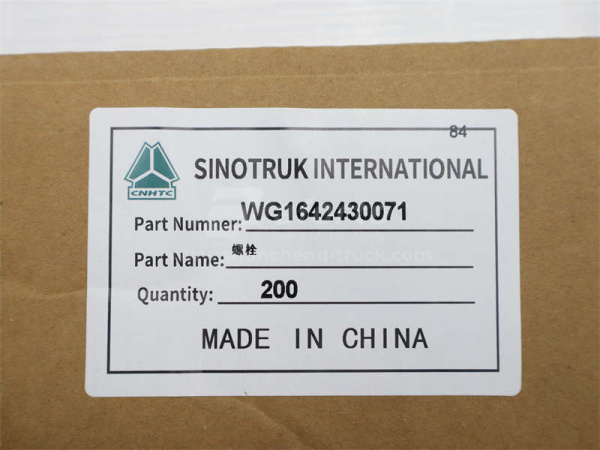 84
CNHTC
SINOTRUK INTERNATIONAL
Part Numner: WG1642430071
Part Name: 螺栓
Quantity: 200
MADE IN CHINA